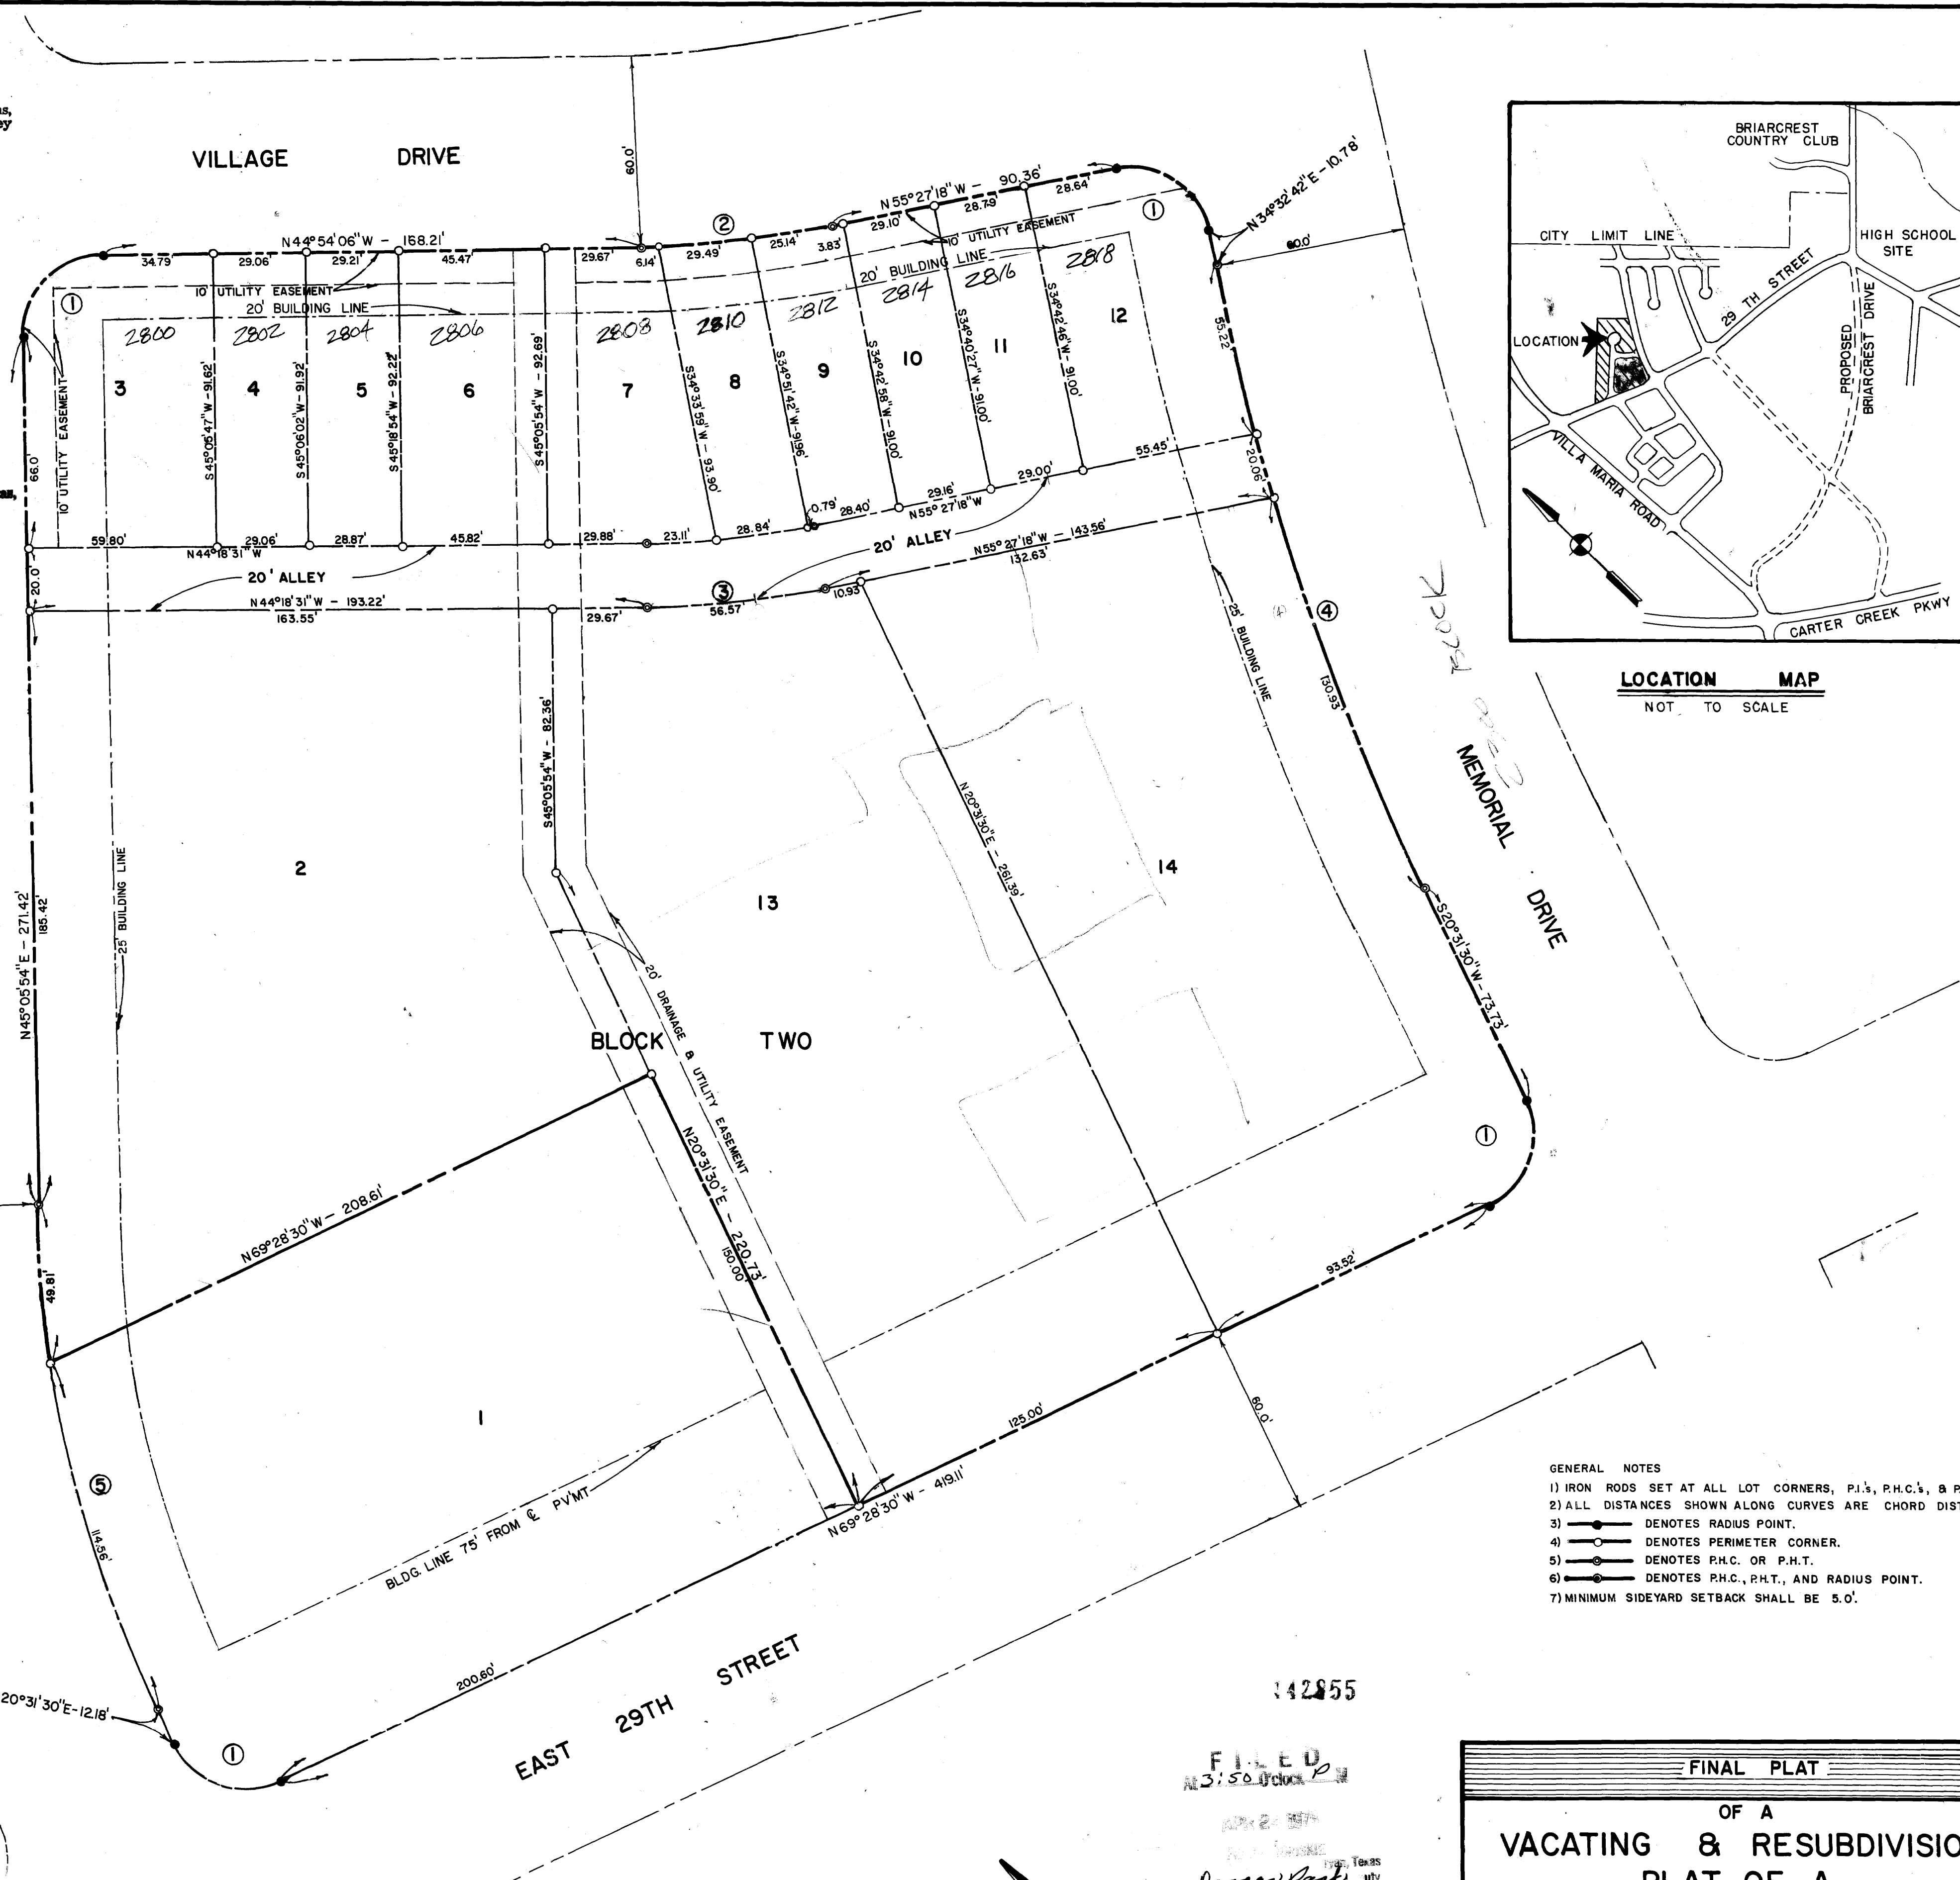 VILLAGE DRIVE
60.0'
N 34°32'42"E - 10.78'
60.0'
N 55°27'18"W - 90.36'
28.64'
28.79'
29.10'
①
②
N44°54'06"W - 168.21'
34.79'
29.06'
29.21'
45.47'
29.67'
6.14'
29.49'
25.14'
3.83'
10' UTILITY EASEMENT
20' BUILDING LINE
①
10' UTILITY EASEMENT
20' BUILDING LINE
2800
2802
2804
2806
2808
2810
2812
2814
2816
2818
3
4
5
6
7
8
9
10
11
12
S45°05'47"W - 91.62'
S45°06'02"W - 91.92'
S45°18'54"W - 92.22'
S45°05'54"W - 92.69'
S34°33'59"W - 93.90'
S34°51'42"W - 91.96'
S34°42'58"W - 91.00'
S34°40'27"W - 91.00'
S34°42'46"W - 91.00'
55.22'
66.0'
10' UTILITY EASEMENT
59.80'
29.06'
28.87'
45.82'
29.88'
23.11'
28.84'
0.79'
28.40'
29.16'
29.00'
55.45'
20.06'
N44°18'31"W
N55°27'18"W
20' ALLEY
20' ALLEY
20.0'
N44°18'31"W - 193.22'
163.55'
29.67'
③
56.57'
10.93'
N55°27'18"W - 143.56'
132.63'
④
130.93'
25' BUILDING LINE
BLOCK
MEMORIAL DRIVE
S45°05'54"W - 82.36'
N20°31'30"E - 261.39'
2
13
14
N45°05'54"E - 271.42'
185.42'
25' BUILDING LINE
S20°31'30"W - 73.73'
20' DRAINAGE & UTILITY EASEMENT
BLOCK TWO
①
N69°28'30"W - 208.61'
N20°31'30"E - 220.73'
150.00'
49.81'
93.52'
125.00'
60.0'
1
⑤
114.56'
BLDG. LINE 75' FROM ℄ PV'MT
N69°28'30"W - 419.11'
200.60'
20°31'30"E-12.18'
①
EAST 29TH STREET
BRIARCREST
COUNTRY CLUB
CITY LIMIT LINE
HIGH SCHOOL
SITE
29 TH STREET
LOCATION
PROPOSED
BRIARCREST DRIVE
VILLA MARIA ROAD
CARTER CREEK PKWY
LOCATION MAP
NOT TO SCALE
GENERAL NOTES
1) IRON RODS SET AT ALL LOT CORNERS, P.I.'s, P.H.C.'s, & P.
2) ALL DISTANCES SHOWN ALONG CURVES ARE CHORD DIST
3) DENOTES RADIUS POINT.
4) DENOTES PERIMETER CORNER.
5) DENOTES P.H.C. OR P.H.T.
6) DENOTES P.H.C., P.H.T., AND RADIUS POINT.
7) MINIMUM SIDEYARD SETBACK SHALL BE 5.0'.
142855
FILED
At 3:50 O'clock P M
Texas
FINAL PLAT
OF A
VACATING & RESUBDIVISIO
PLAT OF A